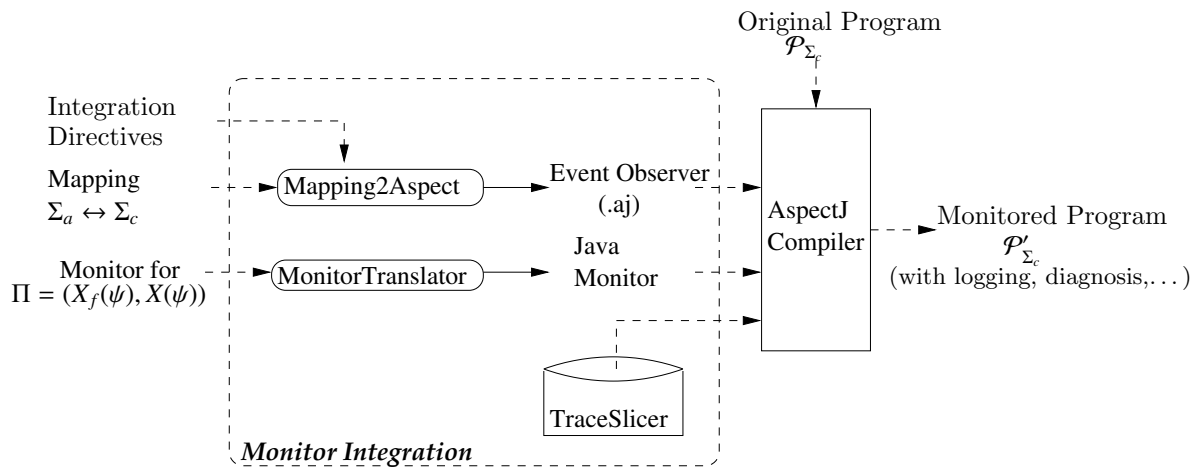 Original Program
𝒫Σc
Integration
Directives
Mapping
Σa ↔ Σc
Mapping2Aspect
Event Observer
(.aj)
AspectJ
Compiler
Monitored Program
𝒫′Σc
(with logging, diagnosis,...)
Monitor for
Π = (Xf(ψ), X(ψ))
MonitorTranslator
Java
Monitor
TraceSlicer
Monitor Integration